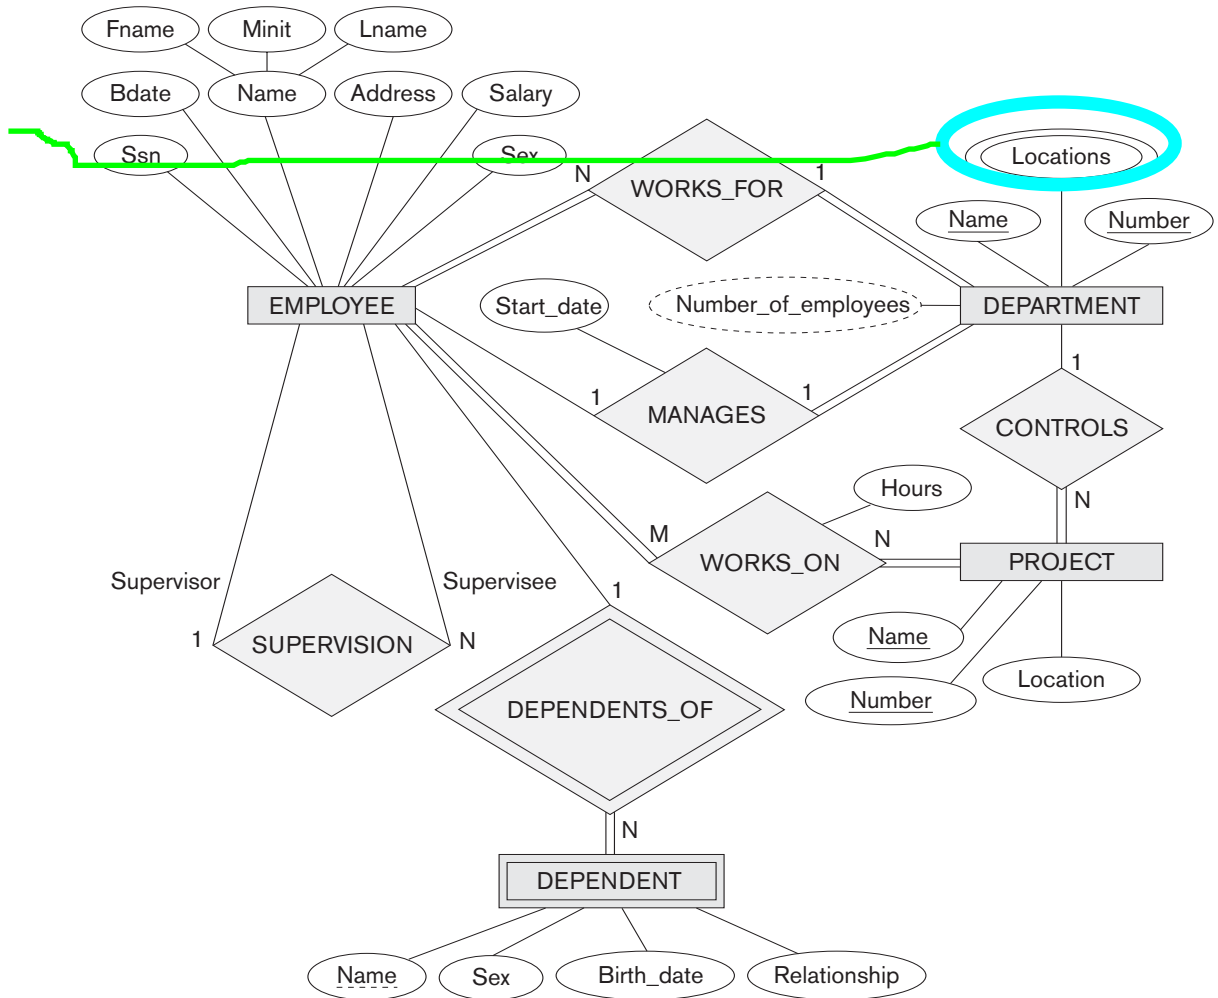 Fname Minit Lname
Bdate Name Address Salary
Ssn Sex Locations
N WORKS_FOR 1
Name Number
EMPLOYEE Start_date Number_of_employees DEPARTMENT
1 MANAGES 1 1
CONTROLS
Hours N
M WORKS_ON N PROJECT
Supervisor Supervisee 1
1 SUPERVISION N Name
Location
Number
DEPENDENTS_OF
N
DEPENDENT
Name Sex Birth_date Relationship